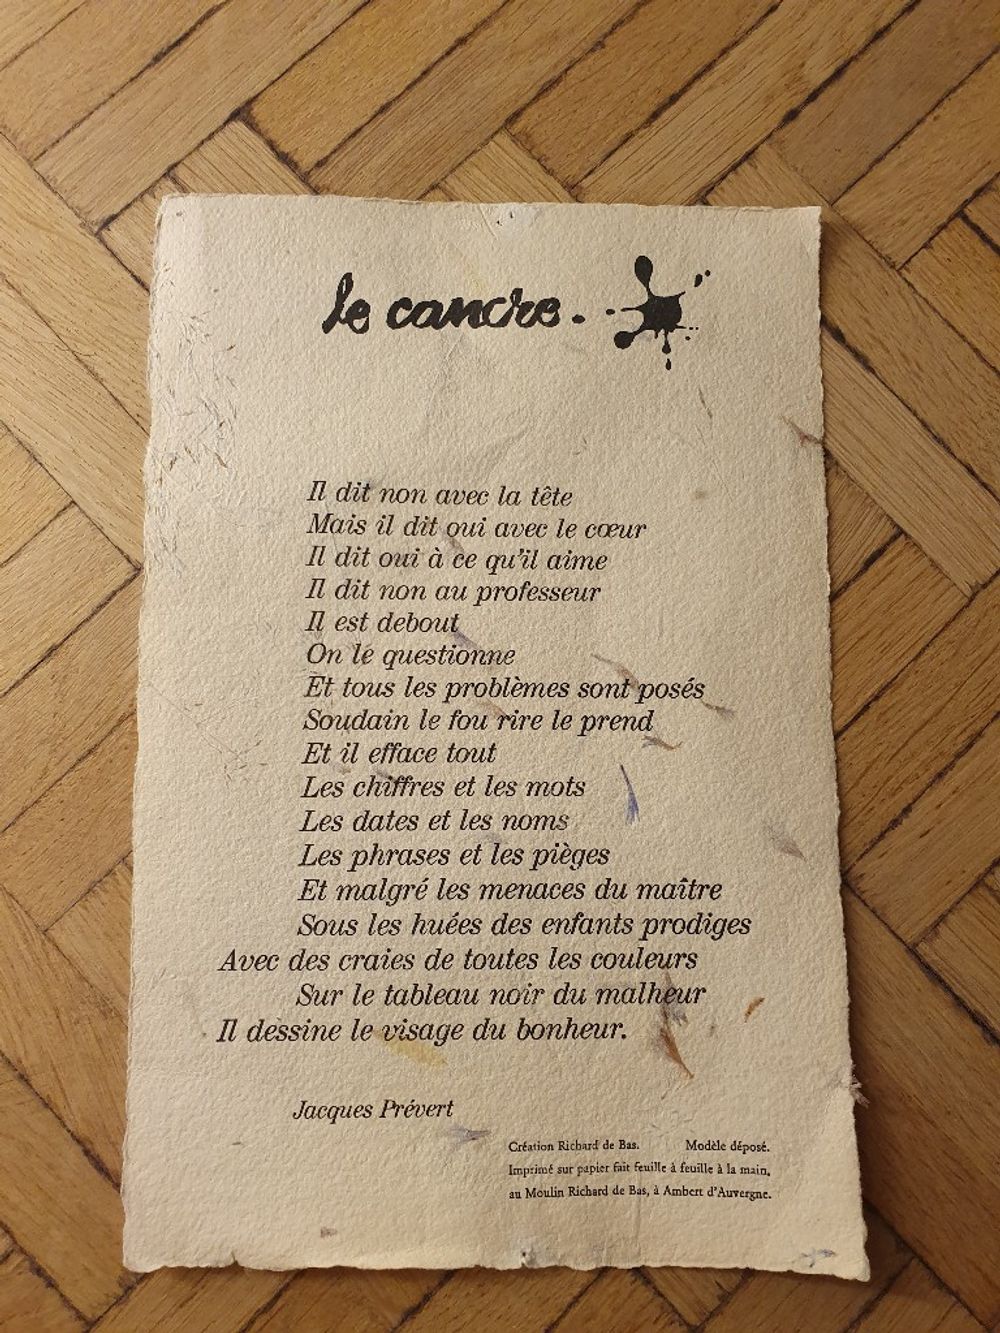 le cancre.
Il dit non avec la tête
Mais il dit oui avec le cœur
Il dit oui à ce qu'il aime
Il dit non au professeur
Il est debout
On le questionne
Et tous les problèmes sont posés
Soudain le fou rire le prend
Et il efface tout
Les chiffres et les mots
Les dates et les noms
Les phrases et les pièges
Et malgré les menaces du maître
Sous les huées des enfants prodiges
Avec des craies de toutes les couleurs
Sur le tableau noir du malheur
Il dessine le visage du bonheur.
Jacques Prévert
Création Richard de Bas. Modèle déposé.
Imprimé sur papier fait feuille à feuille à la main,
au Moulin Richard de Bas, à Ambert d'Auvergne.